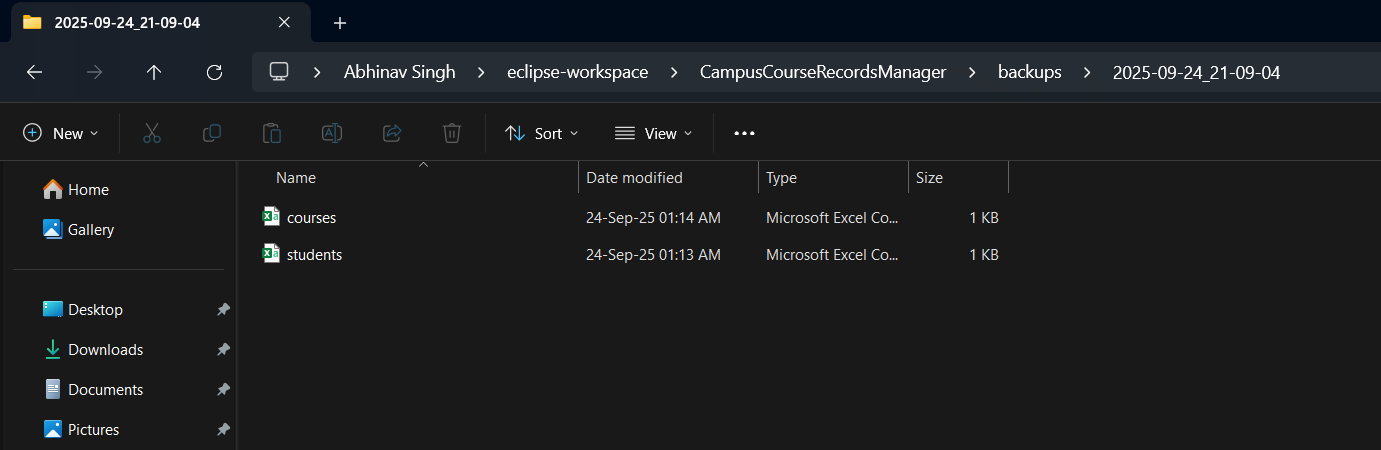 2025-09-24_21-09-04
Abhinav Singh > eclipse-workspace > CampusCourseRecordsManager > backups > 2025-09-24_21-09-04
New Sort View
Name Date modified Type Size
Home
Gallery
courses 24-Sep-25 01:14 AM Microsoft Excel Co... 1 KB
students 24-Sep-25 01:13 AM Microsoft Excel Co... 1 KB
Desktop
Downloads
Documents
Pictures